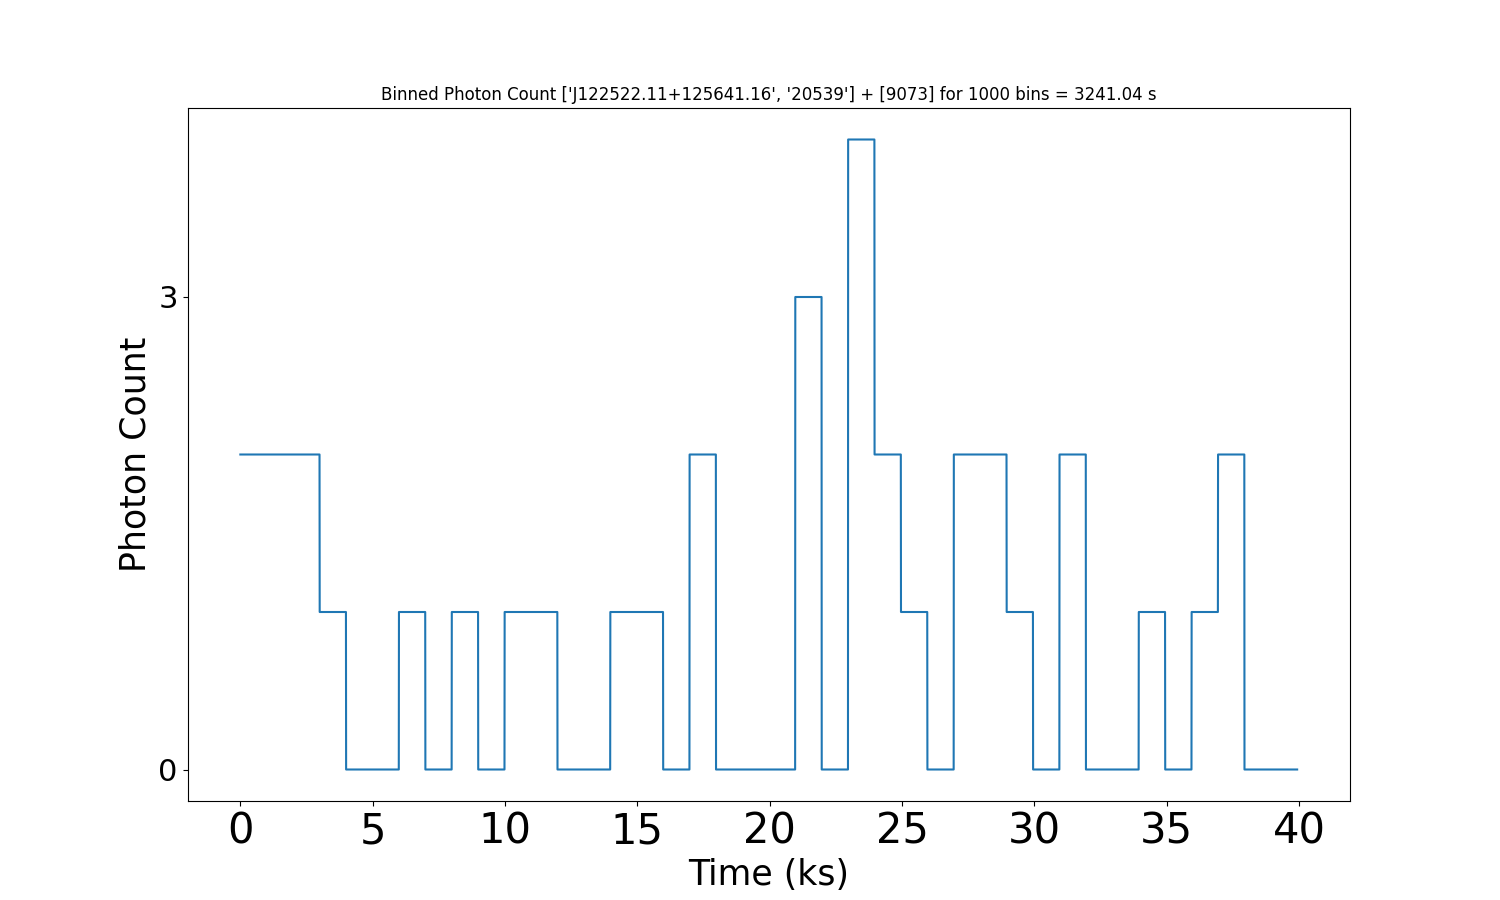 Binned Photon Count ['J122522.11+125641.16', '20539'] + [9073] for 1000 bins = 3241.04 s
Photon Count
3
0
0 5 10 15 20 25 30 35 40
Time (ks)